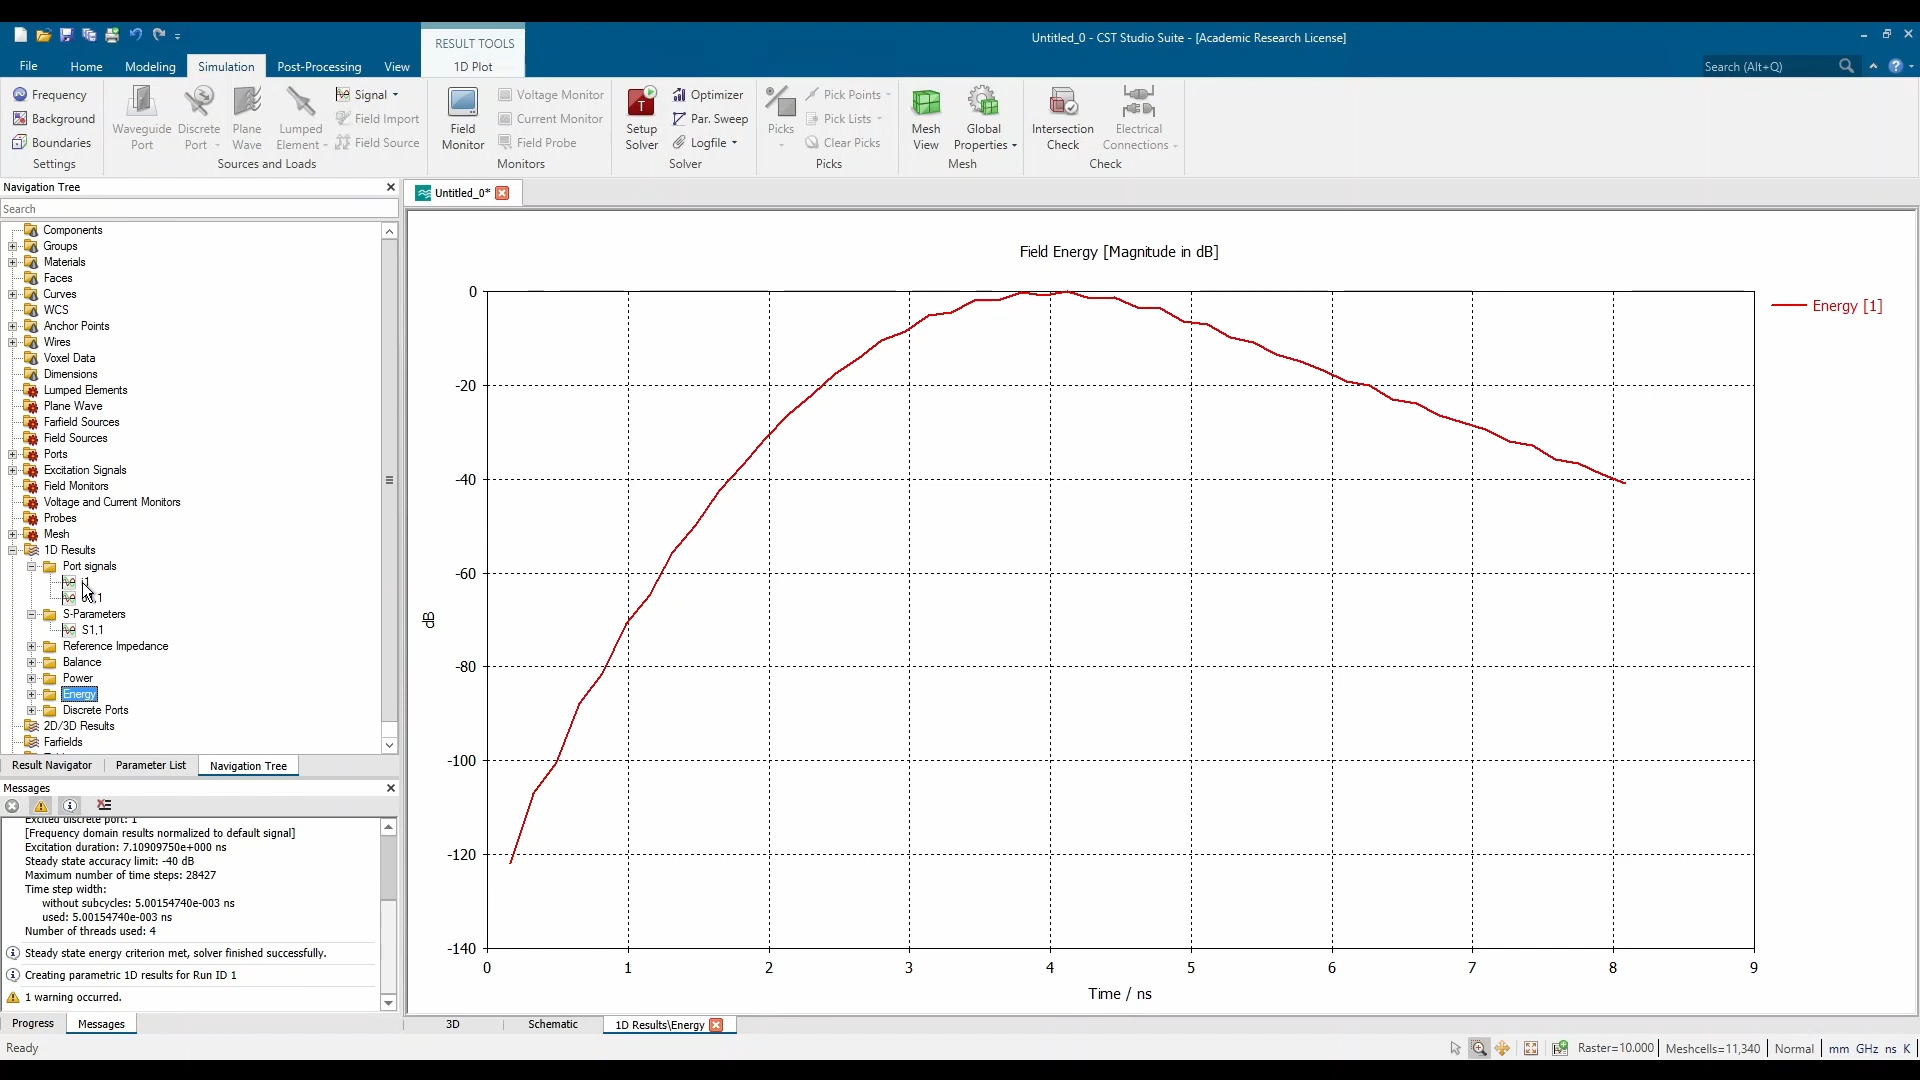 RESULT TOOLS
Untitled_0 - CST Studio Suite - [Academic Research License]
File Home Modeling Simulation Post-Processing View 1D Plot Search (Alt+Q)
Frequency
Background
Boundaries
Settings
Waveguide Port
Discrete Port
Plane Wave
Lumped Element
Signal
Field Import
Field Source
Sources and Loads
Field Monitor
Voltage Monitor
Current Monitor
Field Probe
Monitors
Setup Solver
Optimizer
Par. Sweep
Logfile
Solver
Picks
Pick Points
Pick Lists
Clear Picks
Picks
Mesh View
Global Properties
Mesh
Intersection Check
Electrical Connections
Check
Navigation Tree
Untitled_0*
Search
Components
Groups
Materials
Faces
Curves
WCS
Anchor Points
Wires
Voxel Data
Dimensions
Lumped Elements
Plane Wave
Farfield Sources
Field Sources
Ports
Excitation Signals
Field Monitors
Voltage and Current Monitors
Probes
Mesh
1D Results
Port signals
S-Parameters
S1,1
Reference Impedance
Balance
Power
Energy
Discrete Ports
2D/3D Results
Farfields
Result Navigator Parameter List Navigation Tree
Messages
Excited discrete port: 1
[Frequency domain results normalized to default signal]
Excitation duration: 7.10909750e+000 ns
Steady state accuracy limit: -40 dB
Maximum number of time steps: 28427
Time step width:
without subcycles: 5.00154740e-003 ns
used: 5.00154740e-003 ns
Number of threads used: 4
Steady state energy criterion met, solver finished successfully.
Creating parametric 1D results for Run ID 1
1 warning occurred.
Progress Messages
Ready
Field Energy [Magnitude in dB]
Energy [1]
0
-20
-40
-60
-80
-100
-120
-140
dB
0 1 2 3 4 5 6 7 8 9
Time / ns
3D Schematic 1D Results\Energy
Raster=10.000 Meshcells=11,340 Normal mm GHz ns K